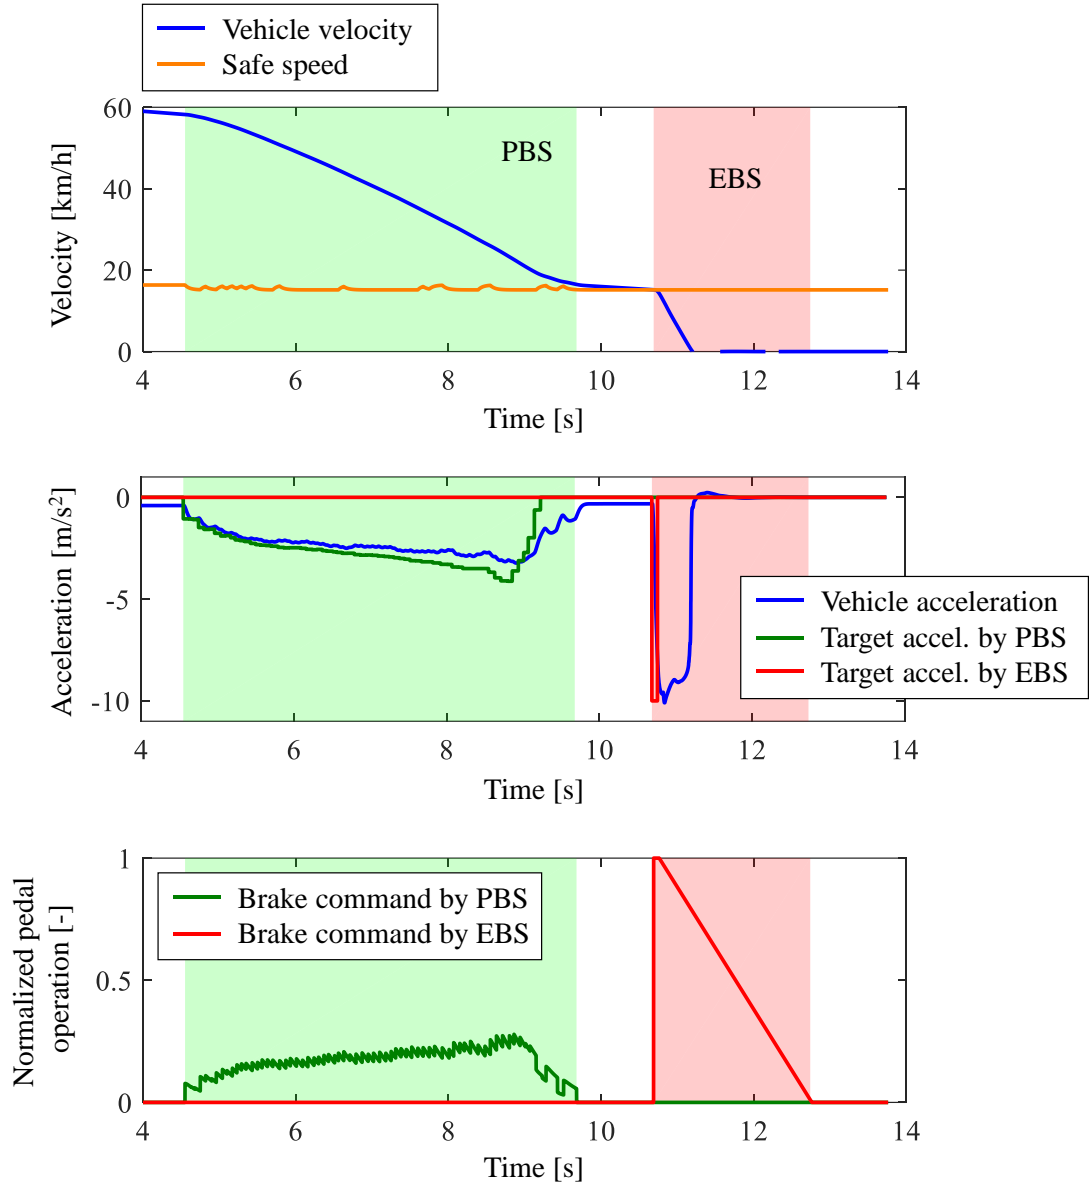 Vehicle velocity
Safe speed
60
40
20
0
Velocity [km/h]
PBS
EBS
4 6 8 10 12 14
Time [s]
0
-5
-10
Acceleration [m/s²]
Vehicle acceleration
Target accel. by PBS
Target accel. by EBS
4 6 8 10 12 14
Time [s]
1
0.5
0
Normalized pedal
operation [-]
Brake command by PBS
Brake command by EBS
4 6 8 10 12 14
Time [s]